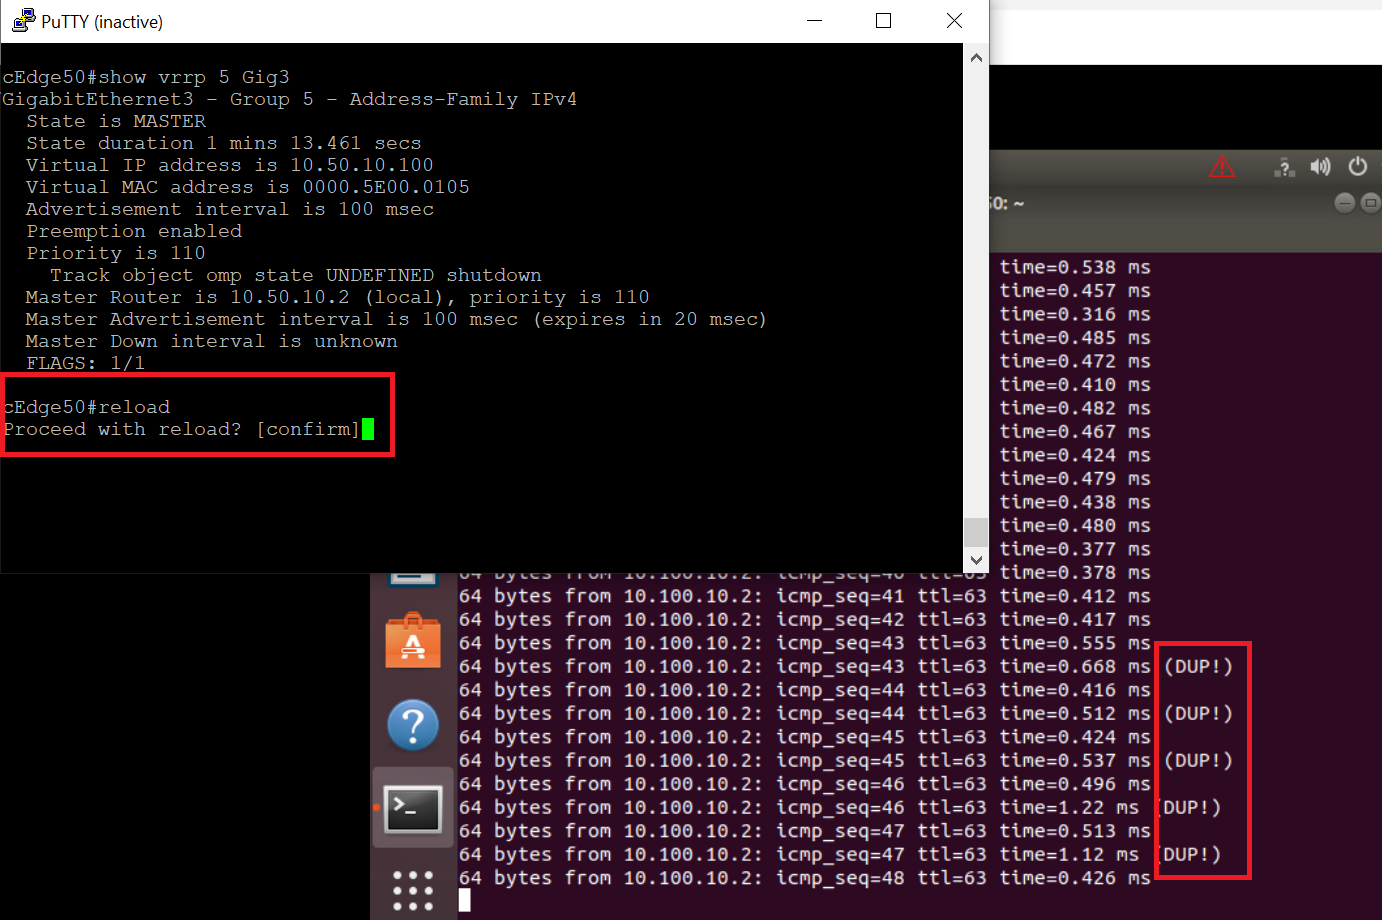 PuTTY (inactive)
cEdge50#show vrrp 5 Gig3
GigabitEthernet3 - Group 5 - Address-Family IPv4
State is MASTER
State duration 1 mins 13.461 secs
Virtual IP address is 10.50.10.100
Virtual MAC address is 0000.5E00.0105
Advertisement interval is 100 msec
Preemption enabled
Priority is 110
Track object omp state UNDEFINED shutdown
Master Router is 10.50.10.2 (local), priority is 110
Master Advertisement interval is 100 msec (expires in 20 msec)
Master Down interval is unknown
FLAGS: 1/1
cEdge50#reload
Proceed with reload? [confirm]
50: ~
time=0.538 ms
time=0.457 ms
time=0.316 ms
time=0.485 ms
time=0.472 ms
time=0.410 ms
time=0.482 ms
time=0.467 ms
time=0.424 ms
time=0.479 ms
time=0.438 ms
time=0.480 ms
time=0.377 ms
64 bytes from 10.100.10.2: icmp_seq=40 ttl=63 time=0.378 ms
64 bytes from 10.100.10.2: icmp_seq=41 ttl=63 time=0.412 ms
64 bytes from 10.100.10.2: icmp_seq=42 ttl=63 time=0.417 ms
64 bytes from 10.100.10.2: icmp_seq=43 ttl=63 time=0.555 ms
64 bytes from 10.100.10.2: icmp_seq=43 ttl=63 time=0.668 ms (DUP!)
64 bytes from 10.100.10.2: icmp_seq=44 ttl=63 time=0.416 ms
64 bytes from 10.100.10.2: icmp_seq=44 ttl=63 time=0.512 ms (DUP!)
64 bytes from 10.100.10.2: icmp_seq=45 ttl=63 time=0.424 ms
64 bytes from 10.100.10.2: icmp_seq=45 ttl=63 time=0.537 ms (DUP!)
64 bytes from 10.100.10.2: icmp_seq=46 ttl=63 time=0.496 ms
64 bytes from 10.100.10.2: icmp_seq=46 ttl=63 time=1.22 ms (DUP!)
64 bytes from 10.100.10.2: icmp_seq=47 ttl=63 time=0.513 ms
64 bytes from 10.100.10.2: icmp_seq=47 ttl=63 time=1.12 ms (DUP!)
64 bytes from 10.100.10.2: icmp_seq=48 ttl=63 time=0.426 ms